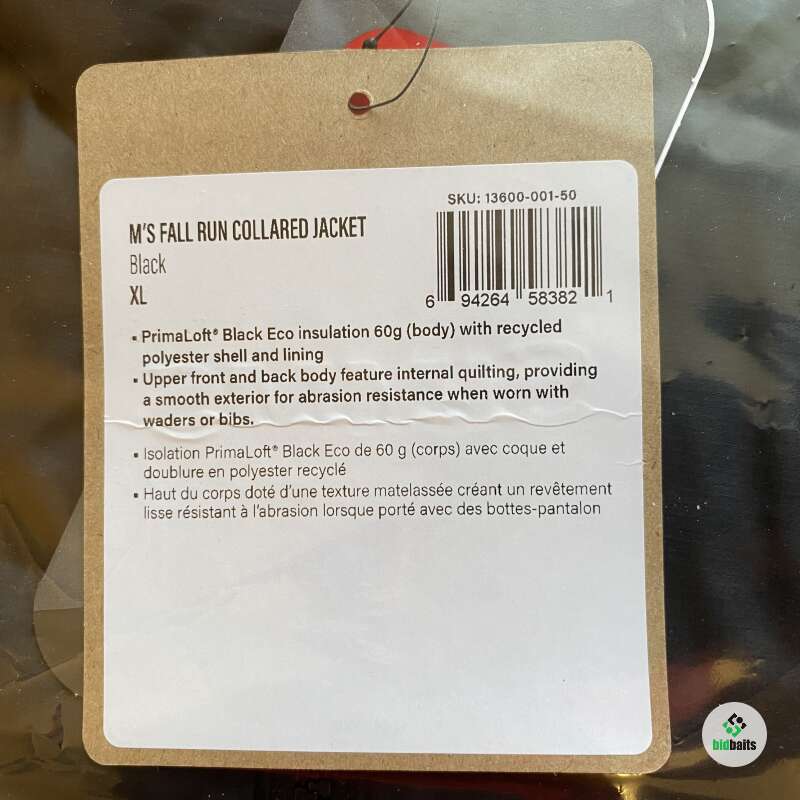 SKU: 13600-001-50
M'S FALL RUN COLLARED JACKET
Black
XL
6 94264 58382 1
▪ PrimaLoft® Black Eco insulation 60g (body) with recycled
polyester shell and lining
▪ Upper front and back body feature internal quilting, providing
a smooth exterior for abrasion resistance when worn with
waders or bibs.
▪ Isolation PrimaLoft® Black Eco de 60 g (corps) avec coque et
doublure en polyester recyclé
▪ Haut du corps doté d'une texture matelassée créant un revêtement
lisse résistant à l'abrasion lorsque porté avec des bottes-pantalon
bidbaits